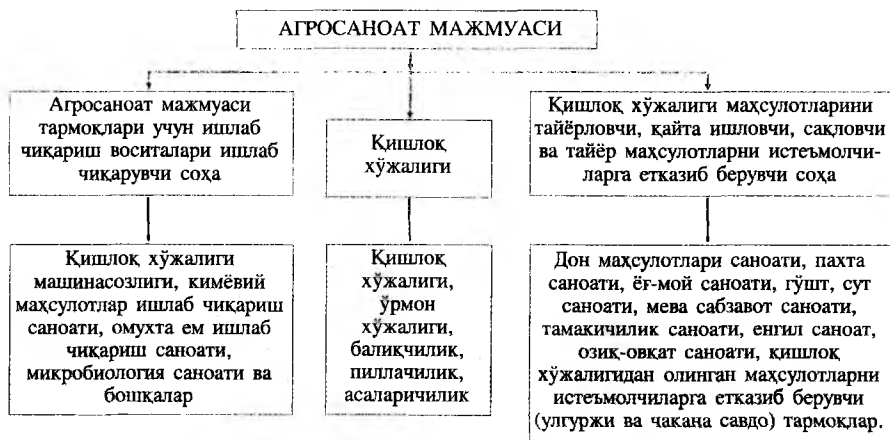 АГРОСАНОАТ МАЖМУАСИ
Агросаноат мажмуаси
тармоқлари учун ишлаб
чиқариш воситалари ишлаб
чиқарувчи соҳа
Қишлоқ
хўжалиги
Қишлоқ хўжалиги маҳсулотларини
тайёрловчи, қайта ишловчи, сақловчи
ва тайёр маҳсулотларни истеъмолчи-
ларга етказиб берувчи соҳа
Қишлоқ хўжалиги
машинасозлиги, кимёвий
маҳсулотлар ишлаб чиқариш
саноати, омухта ем ишлаб
чиқариш саноати,
микробиология саноати ва
бошқалар
Қишлоқ
хўжалиги,
ўрмон
хўжалиги,
балиқчилик,
пиллачилик,
асаларичилик
Дон маҳсулотлари саноати, пахта
саноати, ёғ-мой саноати, гўшт, сут
саноати, мева сабзавот саноати,
тамакичилик саноати, енгил саноат,
озиқ-овқат саноати, қишлоқ
хўжалигидан олинган маҳсулотларни
истеъмолчиларга етказиб берувчи
(улгуржи ва чакана савдо) тармоқлар.